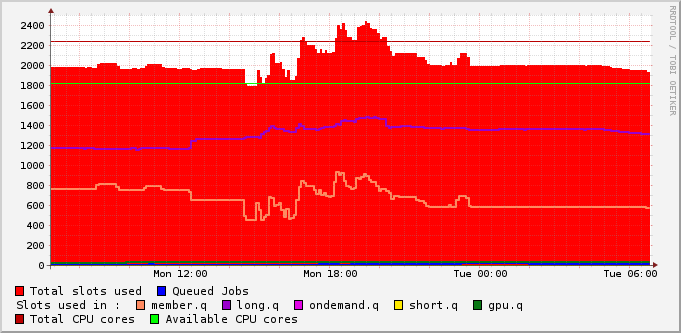 RRDTOOL / TOBI OETIKER
2400
2200
2000
1800
1600
1400
1200
1000
800
600
400
200
0
Mon 12:00 Mon 18:00 Tue 00:00 Tue 06:00
Total slots used Queued Jobs
Slots used in : member.q long.q ondemand.q short.q gpu.q
Total CPU cores Available CPU cores